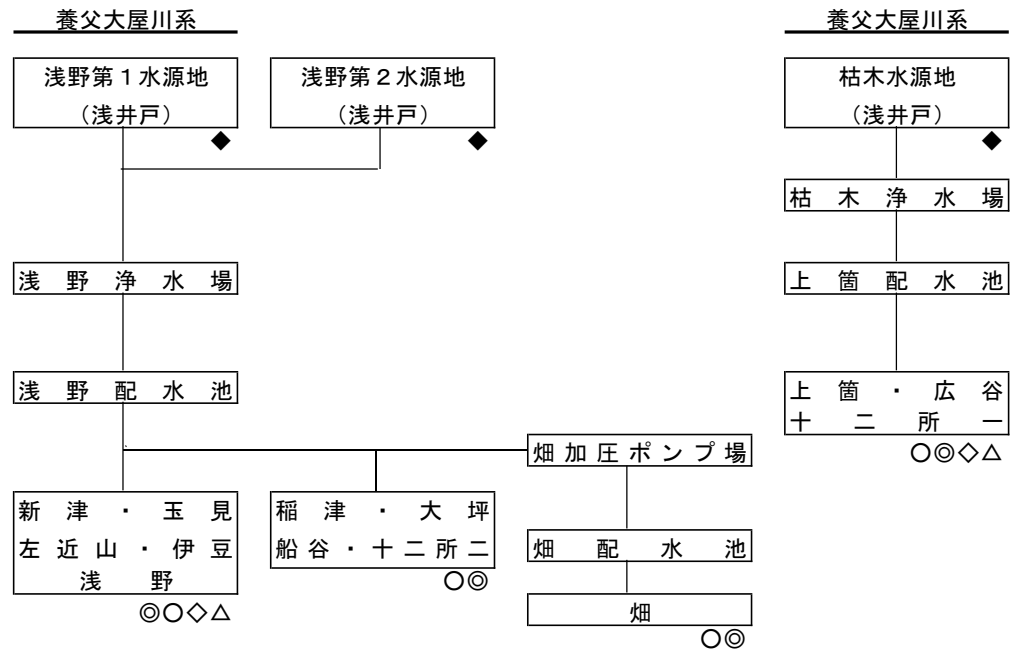 養父大屋川系
浅野第1水源地
(浅井戸)
◆
浅野第2水源地
(浅井戸)
◆
浅野浄水場
浅野配水池
新津・玉見
左近山・伊豆
浅野
◎○◇△
稲津・大坪
船谷・十二所二
○◎
畑加圧ポンプ場
畑配水池
畑
○◎
養父大屋川系
枯木水源地
(浅井戸)
◆
枯木浄水場
上箇配水池
上箇・広谷
十二所一
○◎◇△